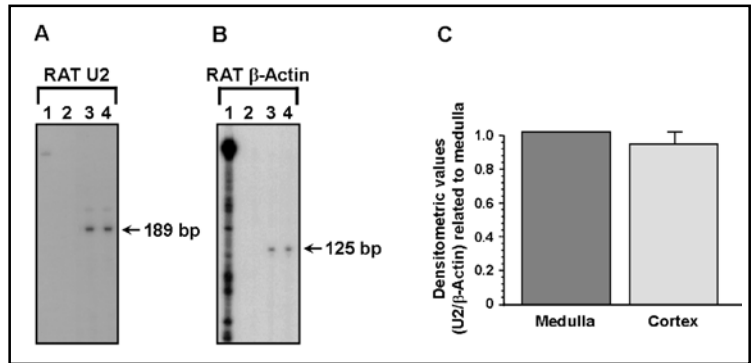 A
B
C
RAT U2
RAT β-Actin
1 2 3 4
1 2 3 4
←189 bp
←125 bp
Densitometric values
(U2/β-Actin) related to medulla
1.0
0.8
0.6
0.4
0.2
0
Medulla
Cortex